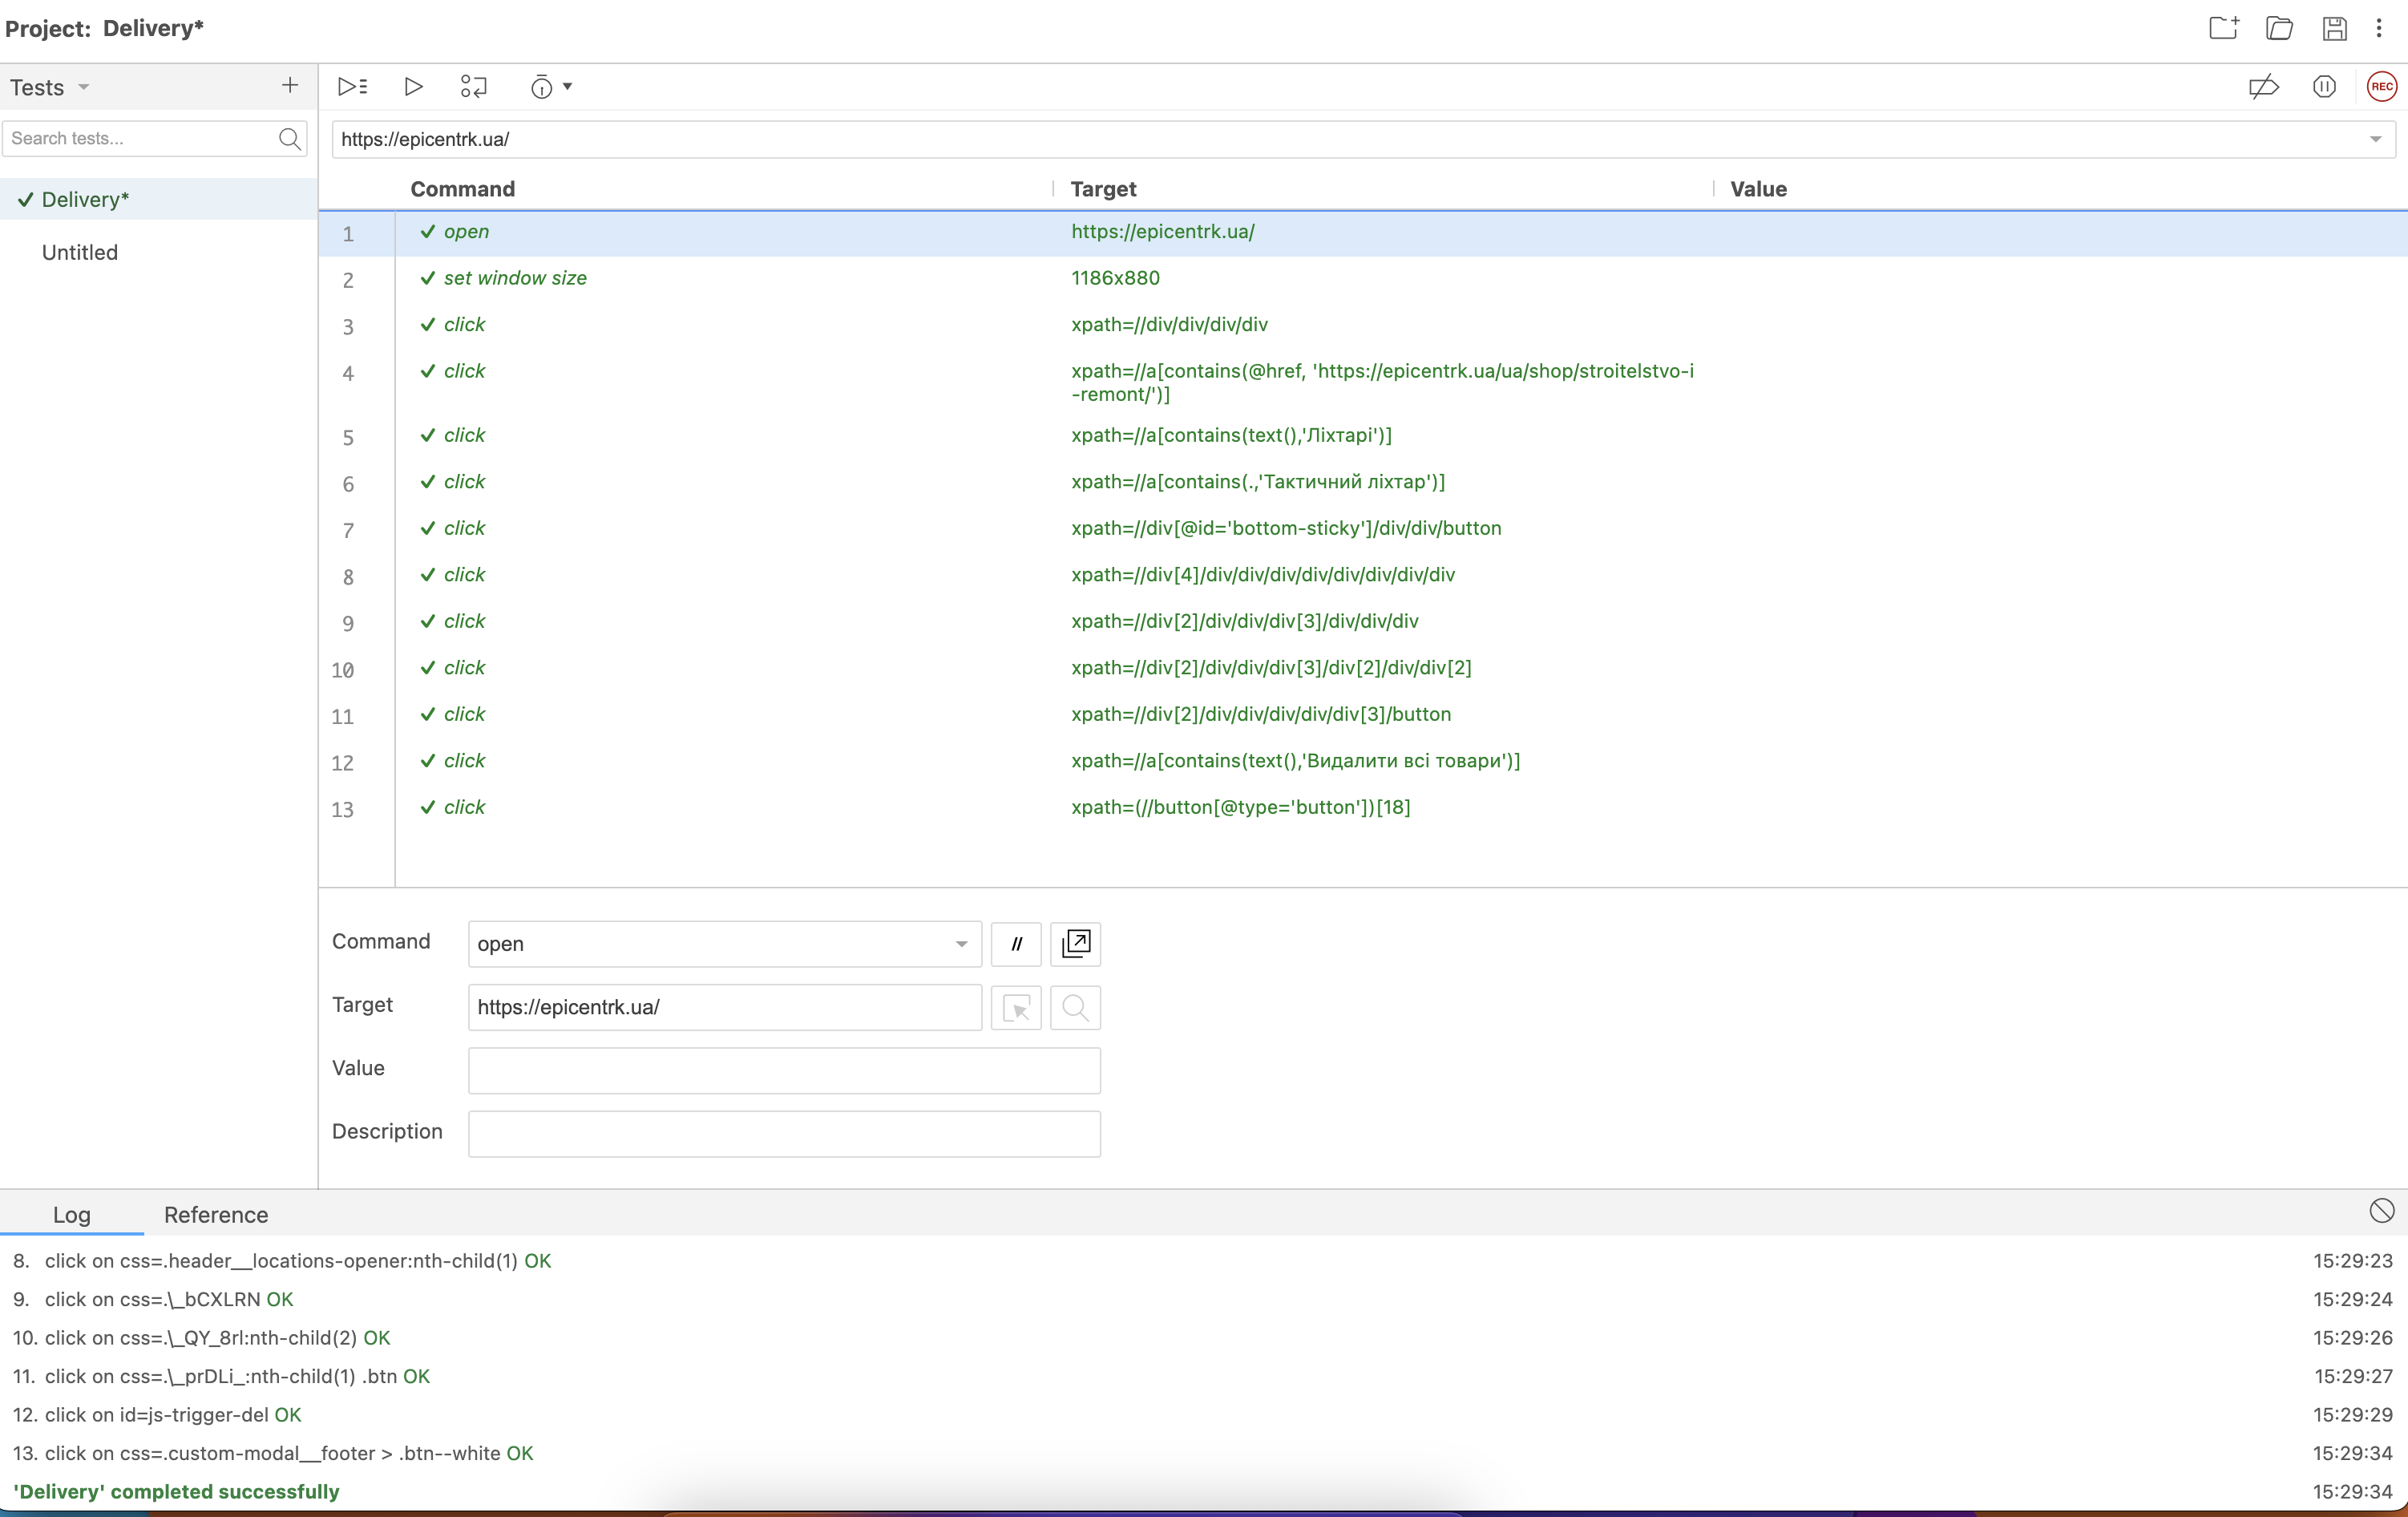 Project: Delivery*
Tests
Search tests...
Delivery*
Untitled
REC
https://epicentrk.ua/
Command Target Value
1 open https://epicentrk.ua/
2 set window size 1186x880
3 click xpath=//div/div/div/div
4 click xpath=//a[contains(@href, 'https://epicentrk.ua/ua/shop/stroitelstvo-i
-remont/')]
5 click xpath=//a[contains(text(),'Ліхтарі')]
6 click xpath=//a[contains(.,'Тактичний ліхтар')]
7 click xpath=//div[@id='bottom-sticky']/div/div/button
8 click xpath=//div[4]/div/div/div/div/div/div/div/div
9 click xpath=//div[2]/div/div/div[3]/div/div/div
10 click xpath=//div[2]/div/div/div[3]/div[2]/div/div[2]
11 click xpath=//div[2]/div/div/div/div/div[3]/button
12 click xpath=//a[contains(text(),'Видалити всі товари')]
13 click xpath=(//button[@type='button'])[18]
Command open //
Target https://epicentrk.ua/
Value
Description
Log Reference
8. click on css=.header__locations-opener:nth-child(1) OK 15:29:23
9. click on css=.\_bCXLRN OK 15:29:24
10. click on css=.\_QY_8rl:nth-child(2) OK 15:29:26
11. click on css=.\_prDLi_:nth-child(1) .btn OK 15:29:27
12. click on id=js-trigger-del OK 15:29:29
13. click on css=.custom-modal__footer > .btn--white OK 15:29:34
'Delivery' completed successfully 15:29:34